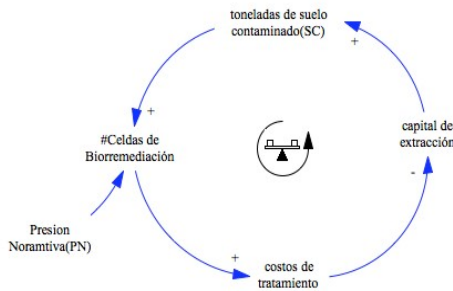 toneladas de suelo
contaminado(SC)
+
+
#Celdas de
Biorremediación
capital de
extracción
-
Presion
Noramtiva(PN)
+
costos de
tratamiento